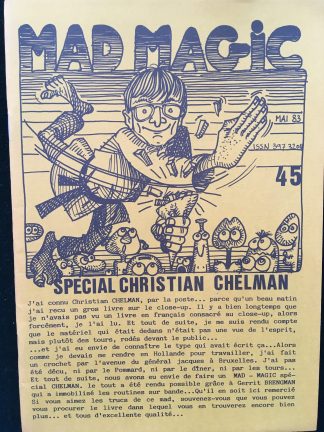 MAD MAG-IC
MAI 83
45
SPECIAL CHRISTIAN CHELMAN
J'ai connu Christian CHELMAN, par la poste... parce qu'un beau matin
j'ai recu un gros livre sur le close-up. Il y a bien longtemps que
je n'avais pas vu un livre en français consacré au close-up, alors
forcément, je l'ai lu. Et tout de suite, je me suis rendu compte
que le matériel qui était dedans n'était pas une vue de l'esprit,
mais plutôt des tours, rodés devant le public...
...et j'ai eu envie de connaître le type qui avait écrit ça...Alors
comme je devais me rendre en Hollande pour travailler, j'ai fait
un crochet par l'avenue du général jacques à Bruxelles. J'ai pas
été déçu, ni par le Pommard, ni par le dîner, ni par les tours...
Et tout de suite, nous avons eu envie de faire un MAD = MAGIC spé-
cial CHELMAN, le tout a été rendu possible grâce à Gerrit BRENGMAN
qui a immobilisé les routines sur bande...Qu'il en soit ici remercié
Si vous aimez les trucs de ce mad, souvenez-vous que vous pouvez
vous procurer le livre dans lequel vous en trouverez encore bien
plus... et tous d'excellente qualité...